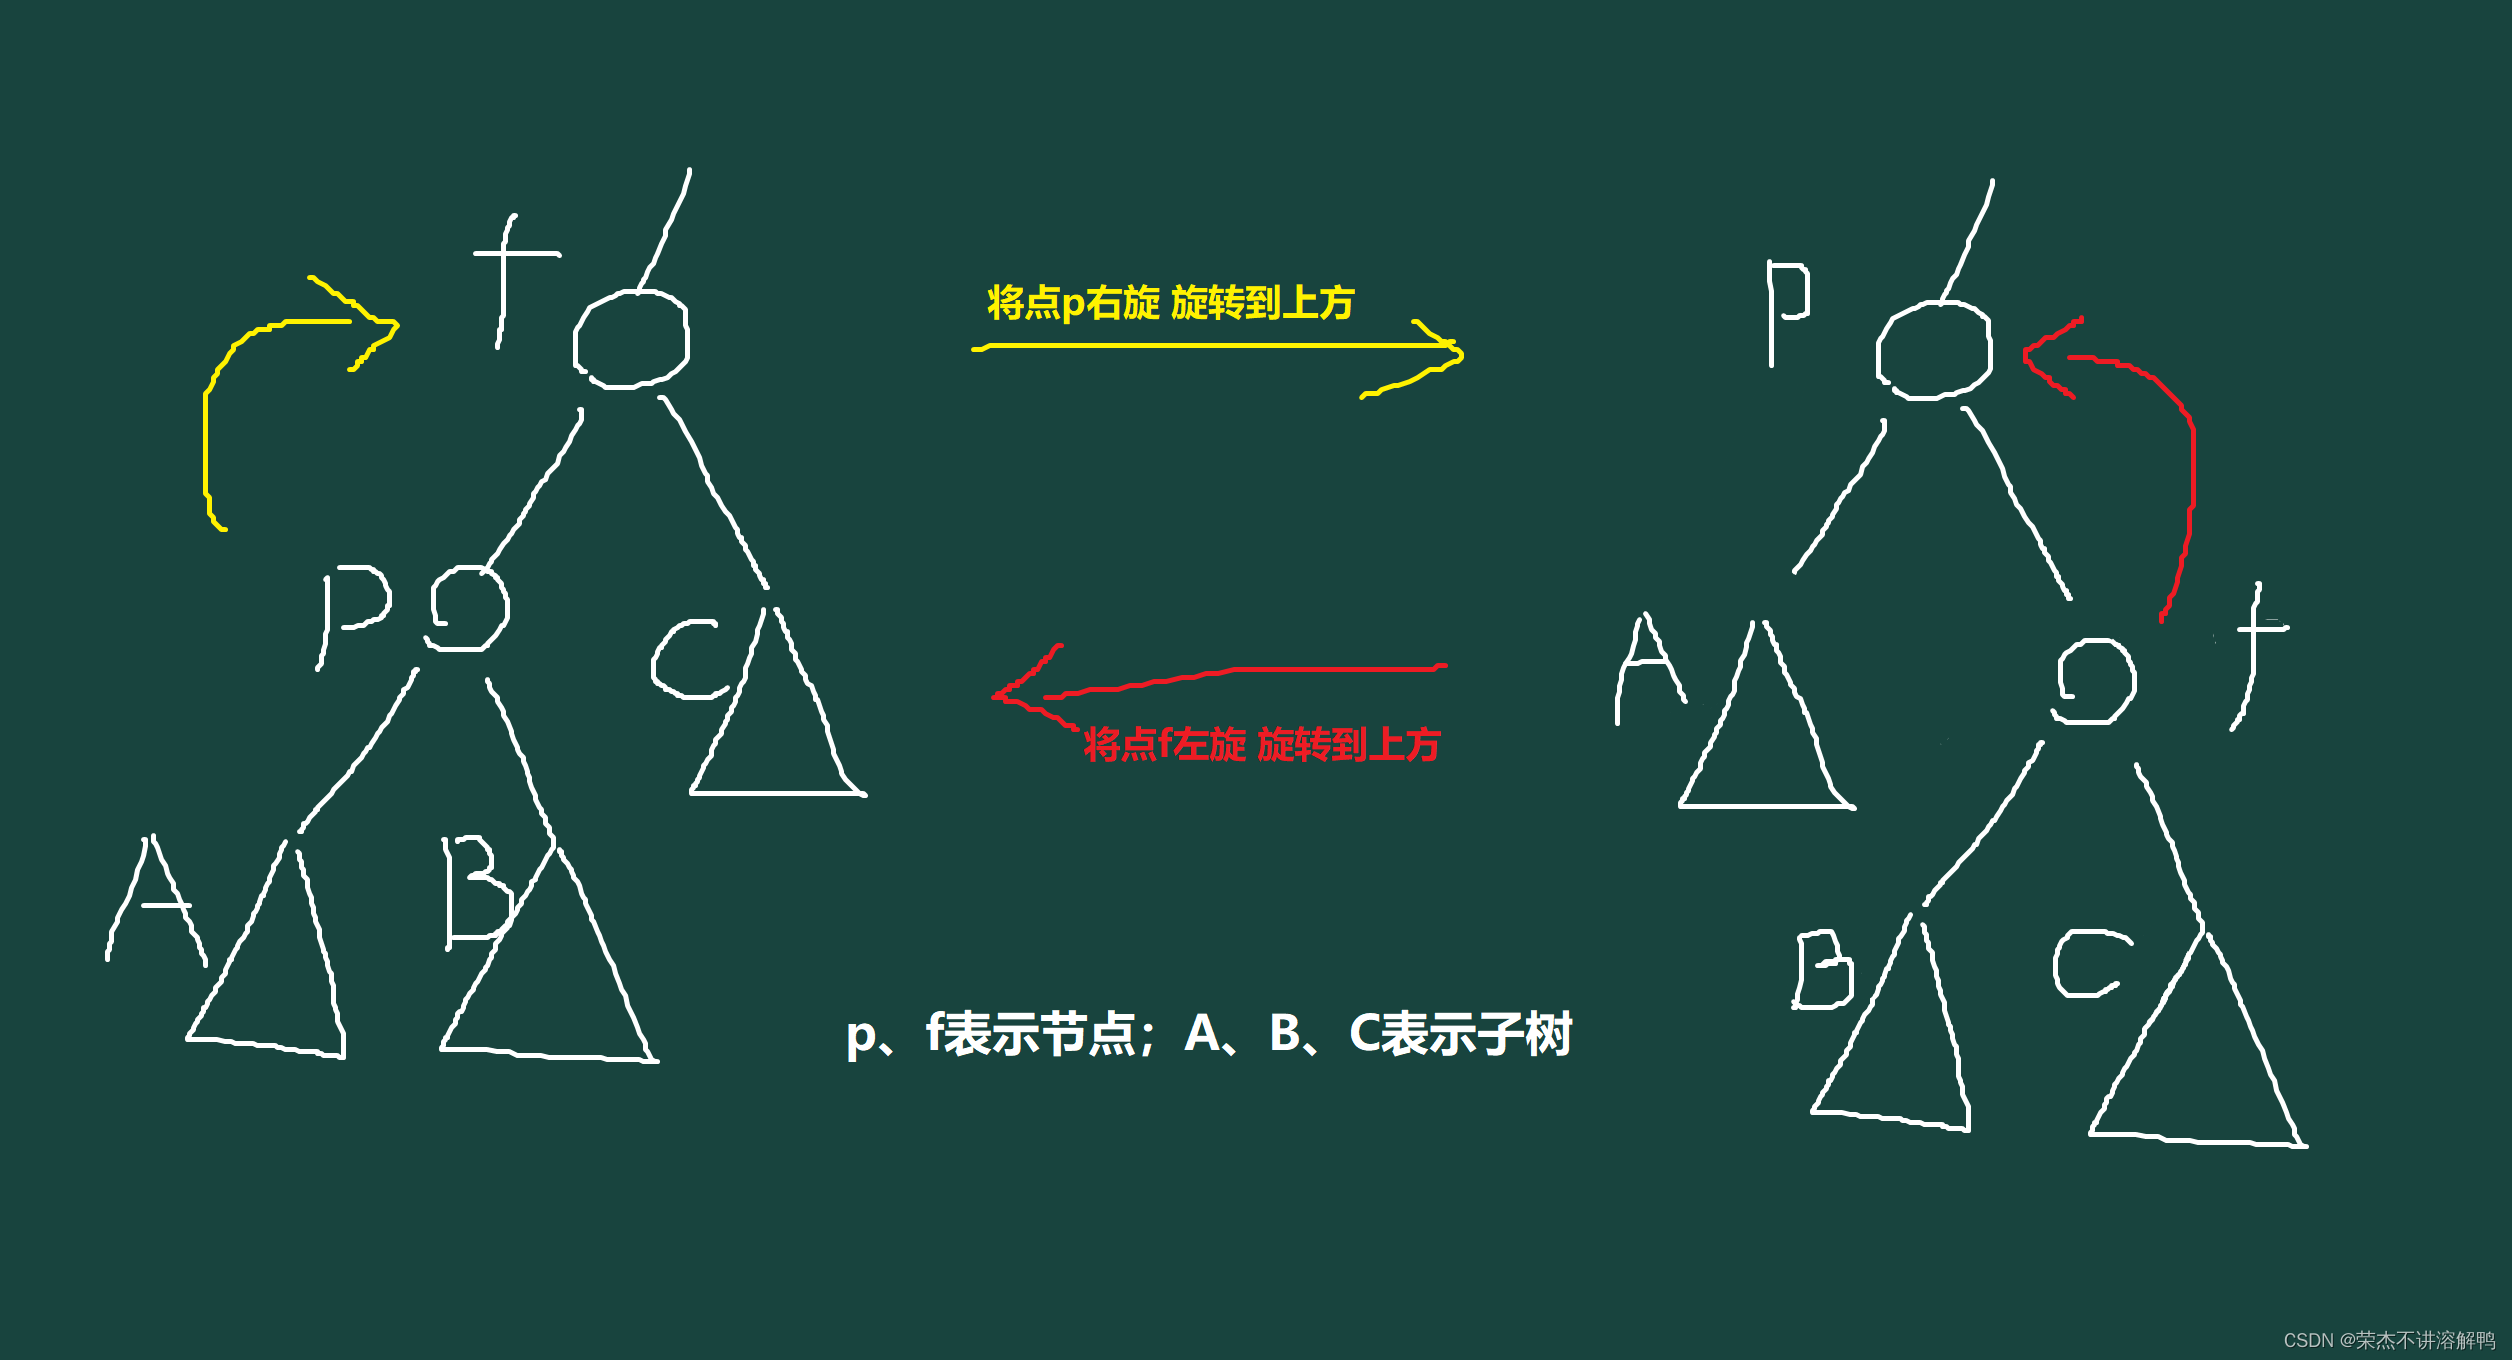 f
将点p右旋 旋转到上方
P
P
C
A
f
将点f左旋 旋转到上方
A
B
B
C
p、f表示节点；A、B、C表示子树
CSDN @荣杰不讲溶解鸭